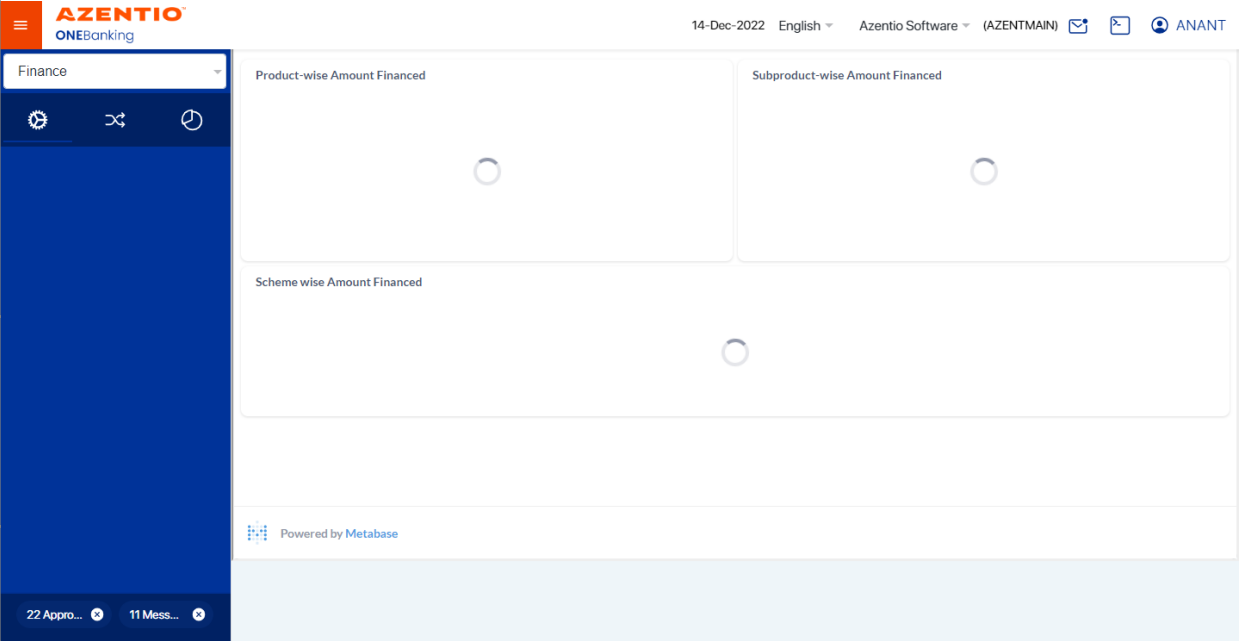 AZENTIO™
ONEBanking
14-Dec-2022 English Azentio Software (AZENTMAIN) ANANT
Finance
Product-wise Amount Financed
Subproduct-wise Amount Financed
Scheme wise Amount Financed
Powered by Metabase
22 Appro... 11 Mess...